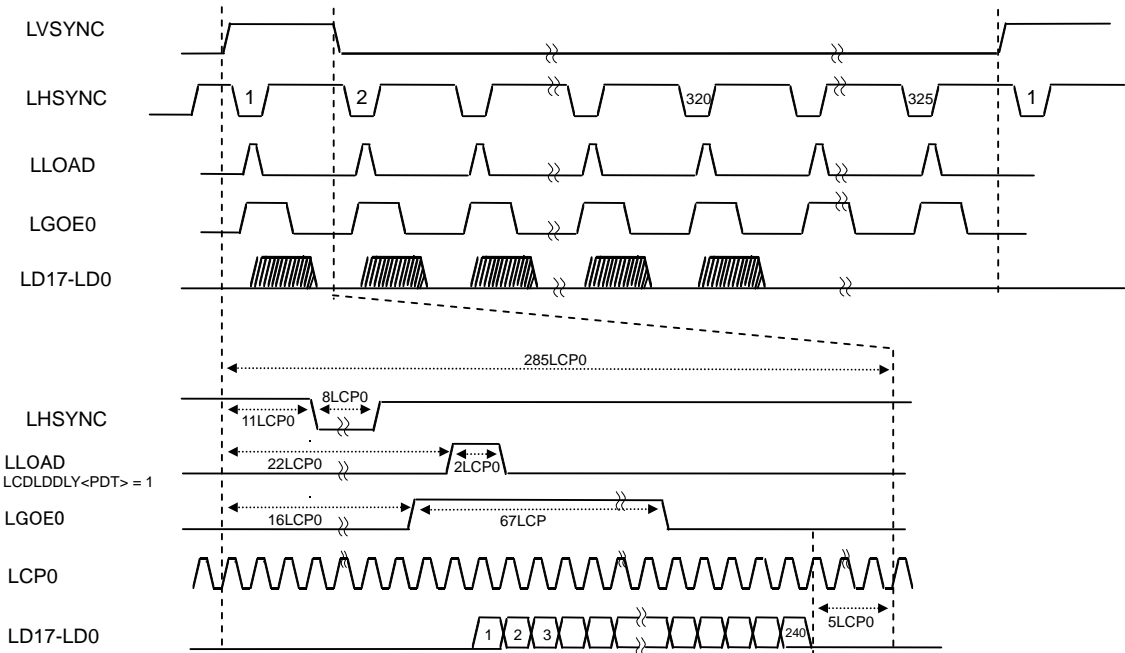 LVSYNC
LHSYNC 1 2 320 325 1
LLOAD
LGOE0
LD17-LD0
285LCP0
LHSYNC 11LCP0 8LCP0
LLOAD 22LCP0 2LCP0
LCDLDDLY<PDT> = 1
LGOE0 16LCP0 67LCP
LCP0
LD17-LD0 1 2 3 240 5LCP0